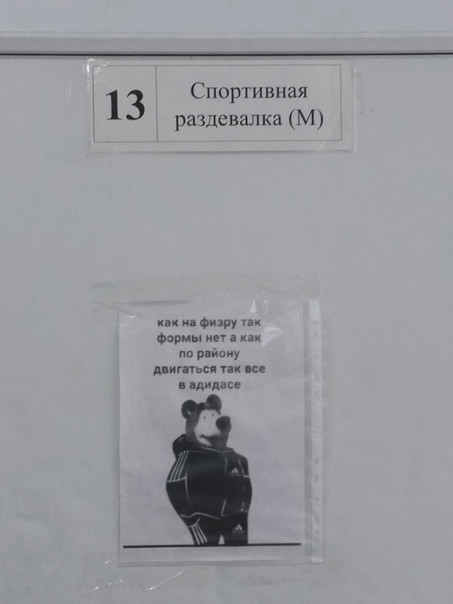 13
Спортивная
раздевалка (М)
как на физру так
формы нет а как
по району
двигаться так все
в адидасе